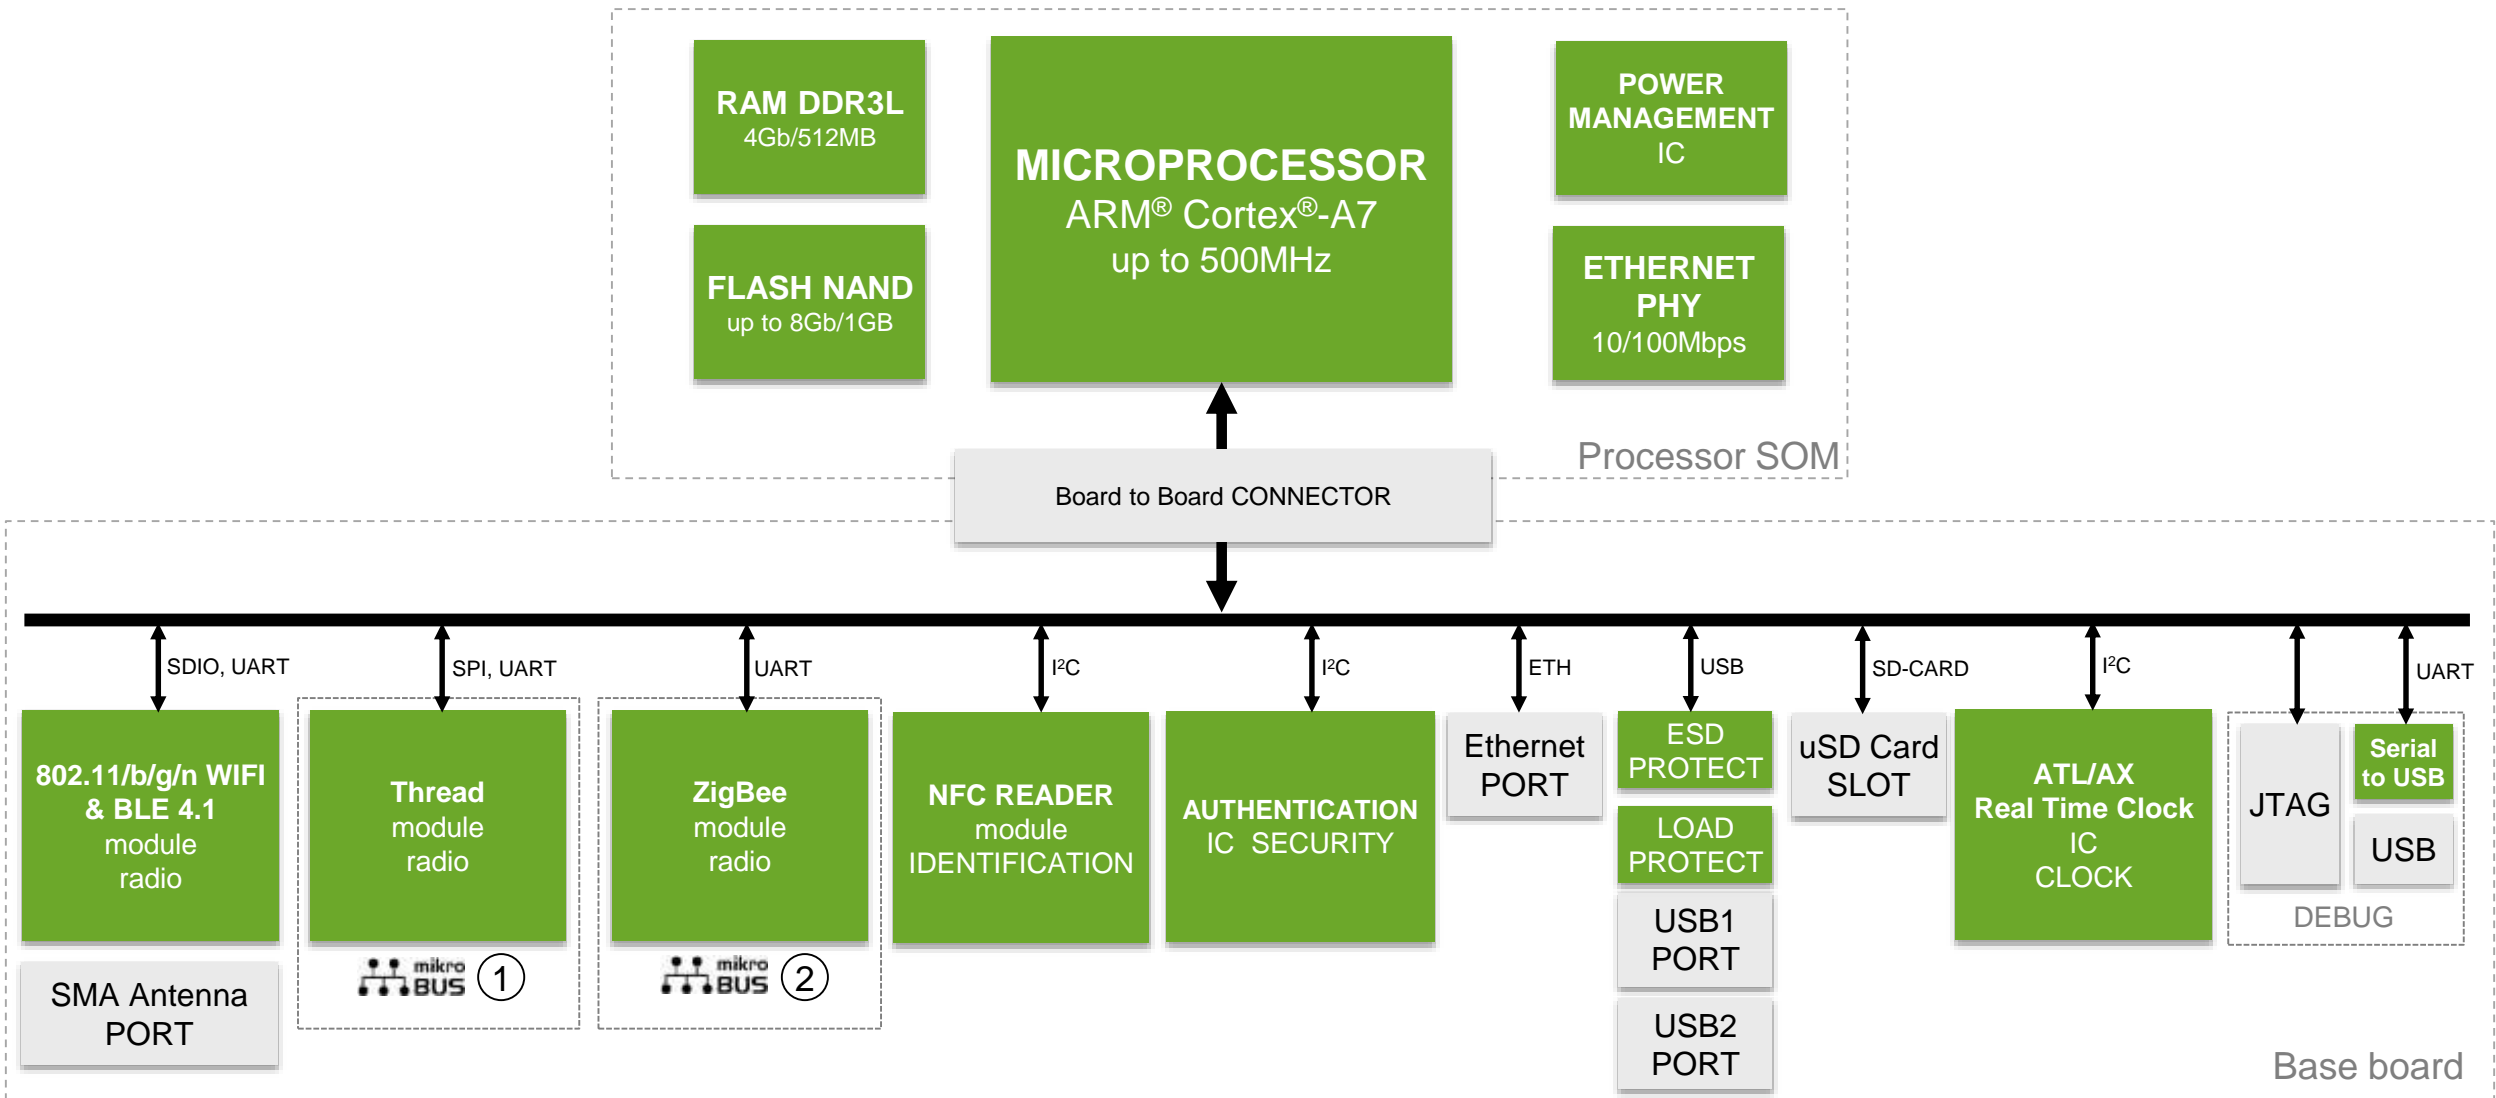 RAM DDR3L
4Gb/512MB
FLASH NAND
up to 8Gb/1GB
MICROPROCESSOR
ARM® Cortex®-A7
up to 500MHz
POWER
MANAGEMENT
IC
ETHERNET
PHY
10/100Mbps
Processor SOM
Board to Board CONNECTOR
SDIO, UART
SPI, UART
UART
I²C
I²C
ETH
USB
SD-CARD
I²C
UART
802.11/b/g/n WIFI
& BLE 4.1
module
radio
SMA Antenna
PORT
Thread
module
radio
mikro
BUS
1
ZigBee
module
radio
mikro
BUS
2
NFC READER
module
IDENTIFICATION
AUTHENTICATION
IC SECURITY
Ethernet
PORT
ESD
PROTECT
LOAD
PROTECT
USB1
PORT
USB2
PORT
uSD Card
SLOT
ATL/AX
Real Time Clock
IC
CLOCK
JTAG
Serial
to USB
USB
DEBUG
Base board